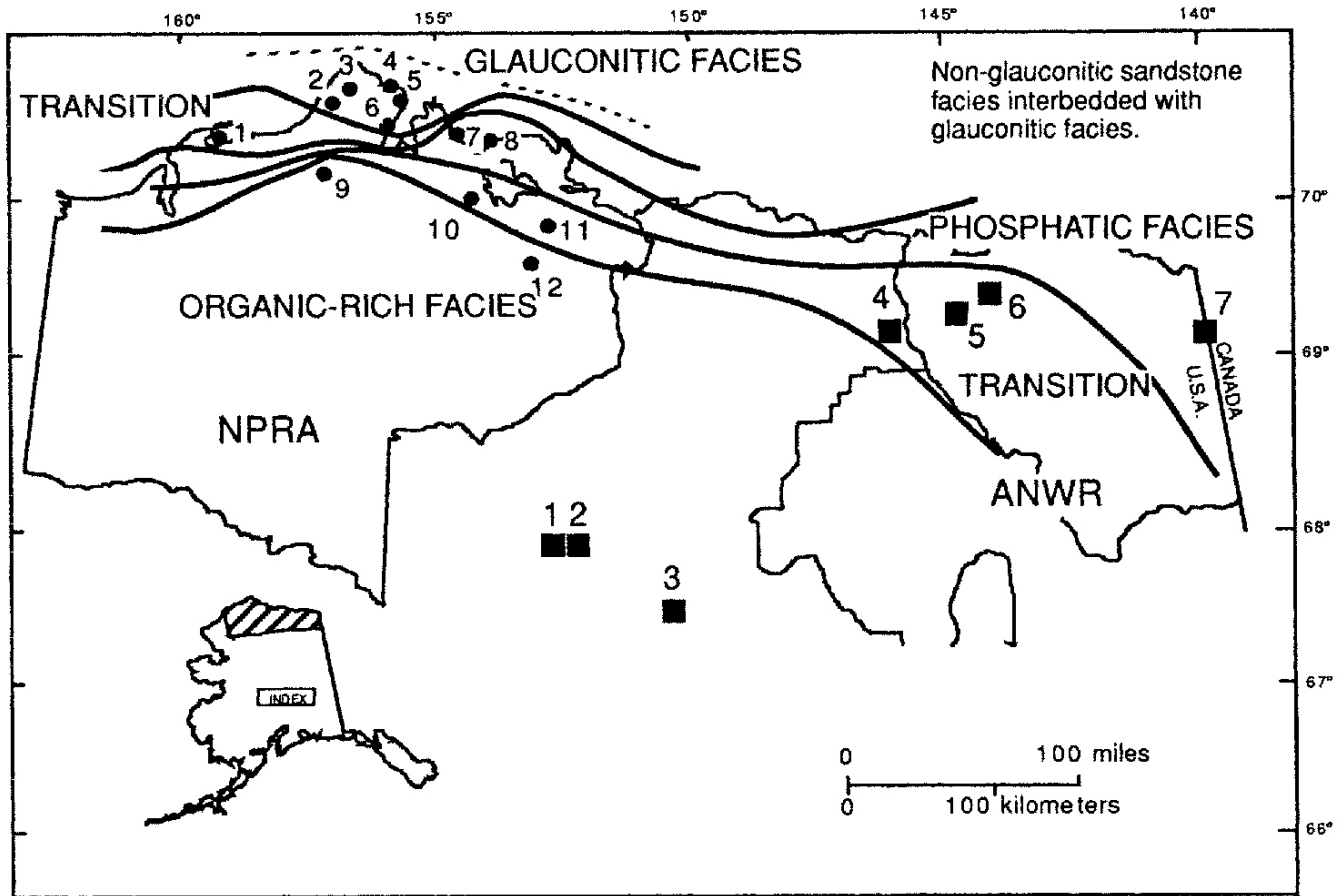 160° 155° 150° 145° 140°
GLAUCONITIC FACIES
Non-glauconitic sandstone
facies interbedded with
glauconitic facies.
TRANSITION
1 2 3 4 5 6 7 8
9 10 11 12
70°
PHOSPHATIC FACIES
ORGANIC-RICH FACIES
4 5 6 7
69°
CANADA
U.S.A.
TRANSITION
NPRA
ANWR
1 2
68°
3
INDEX
67°
0 100 miles
0 100 kilometers
66°